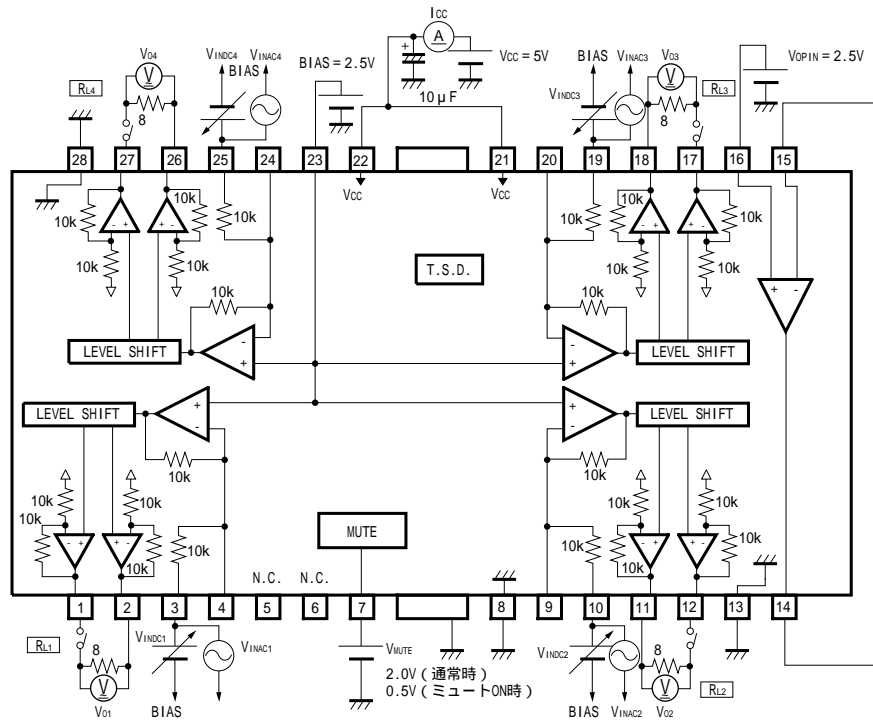 ICC
A
VO4
V
RL4
8
VINDC4
BIAS
VINAC4
BIAS = 2.5V
+
10μF
VCC = 5V
BIAS
VINDC3
VINAC3
VO3
V
RL3
8
VOPIN = 2.5V
28 27 26 25 24 23 22 21 20 19 18 17 16 15
VCC
VCC
10k
10k
10k
10k
10k
10k
10k
10k
10k
10k
- +
+ -
- +
+ -
+ -
T.S.D.
10k
10k
LEVEL SHIFT
-
+
-
+
LEVEL SHIFT
LEVEL SHIFT
+
-
+
-
LEVEL SHIFT
10k
10k
10k
10k
10k
10k
10k
10k
10k
10k
10k
10k
- +
+ -
- +
+ -
MUTE
N.C.
N.C.
1 2 3 4 5 6 7 8 9 10 11 12 13 14
RL1
8
V
VO1
VINDC1
BIAS
VINAC1
VMUTE
2.0V(通常時)
0.5V(ミュートON時)
VINDC2
BIAS
VINAC2
8
V
VO2
RL2